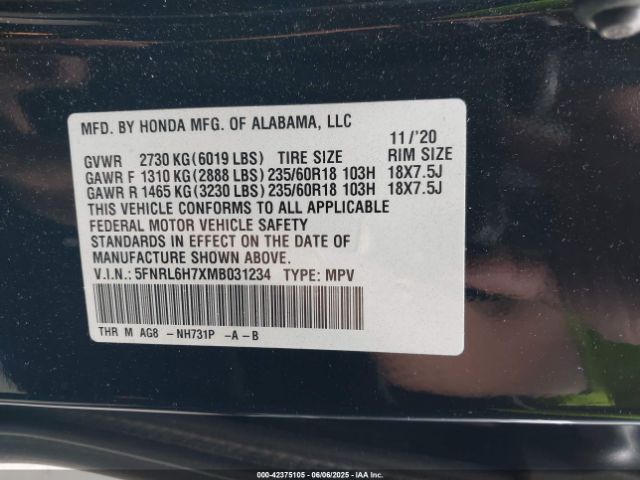 MFD. BY HONDA MFG. OF ALABAMA, LLC 11/'20
GVWR 2730 KG(6019 LBS) TIRE SIZE RIM SIZE
GAWR F 1310 KG(2888 LBS) 235/60R18 103H 18X7.5J
GAWR R 1465 KG(3230 LBS) 235/60R18 103H 18X7.5J
THIS VEHICLE CONFORMS TO ALL APPLICABLE
FEDERAL MOTOR VEHICLE SAFETY
STANDARDS IN EFFECT ON THE DATE OF
MANUFACTURE SHOWN ABOVE.
V.I.N.: 5FNRL6H7XMB031234 TYPE: MPV
THR M AG8 -NH731P -A-B
000-42375105 - 06/06/2025 - IAA Inc.